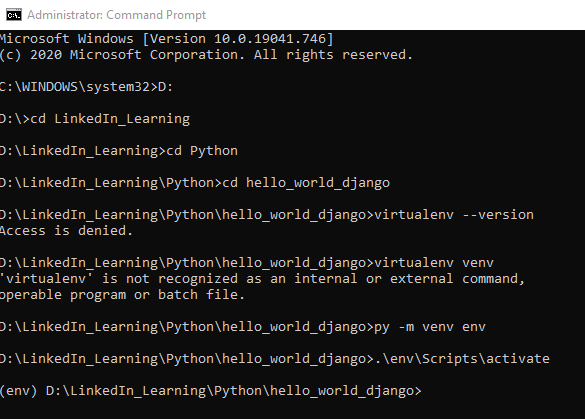 Administrator: Command Prompt
Microsoft Windows [Version 10.0.19041.746]
(c) 2020 Microsoft Corporation. All rights reserved.
C:\WINDOWS\system32>D:
D:\>cd LinkedIn_Learning
D:\LinkedIn_Learning>cd Python
D:\LinkedIn_Learning\Python>cd hello_world_django
D:\LinkedIn_Learning\Python\hello_world_django>virtualenv --version
Access is denied.
D:\LinkedIn_Learning\Python\hello_world_django>virtualenv venv
'virtualenv' is not recognized as an internal or external command,
operable program or batch file.
D:\LinkedIn_Learning\Python\hello_world_django>py -m venv env
D:\LinkedIn_Learning\Python\hello_world_django>.\env\Scripts\activate
(env) D:\LinkedIn_Learning\Python\hello_world_django>